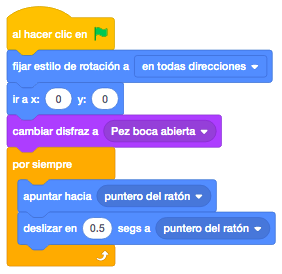 al hacer clic en
fijar estilo de rotación a en todas direcciones
ir a x: 0 y: 0
cambiar disfraz a Pez boca abierta
por siempre
apuntar hacia puntero del ratón
deslizar en 0.5 segs a puntero del ratón